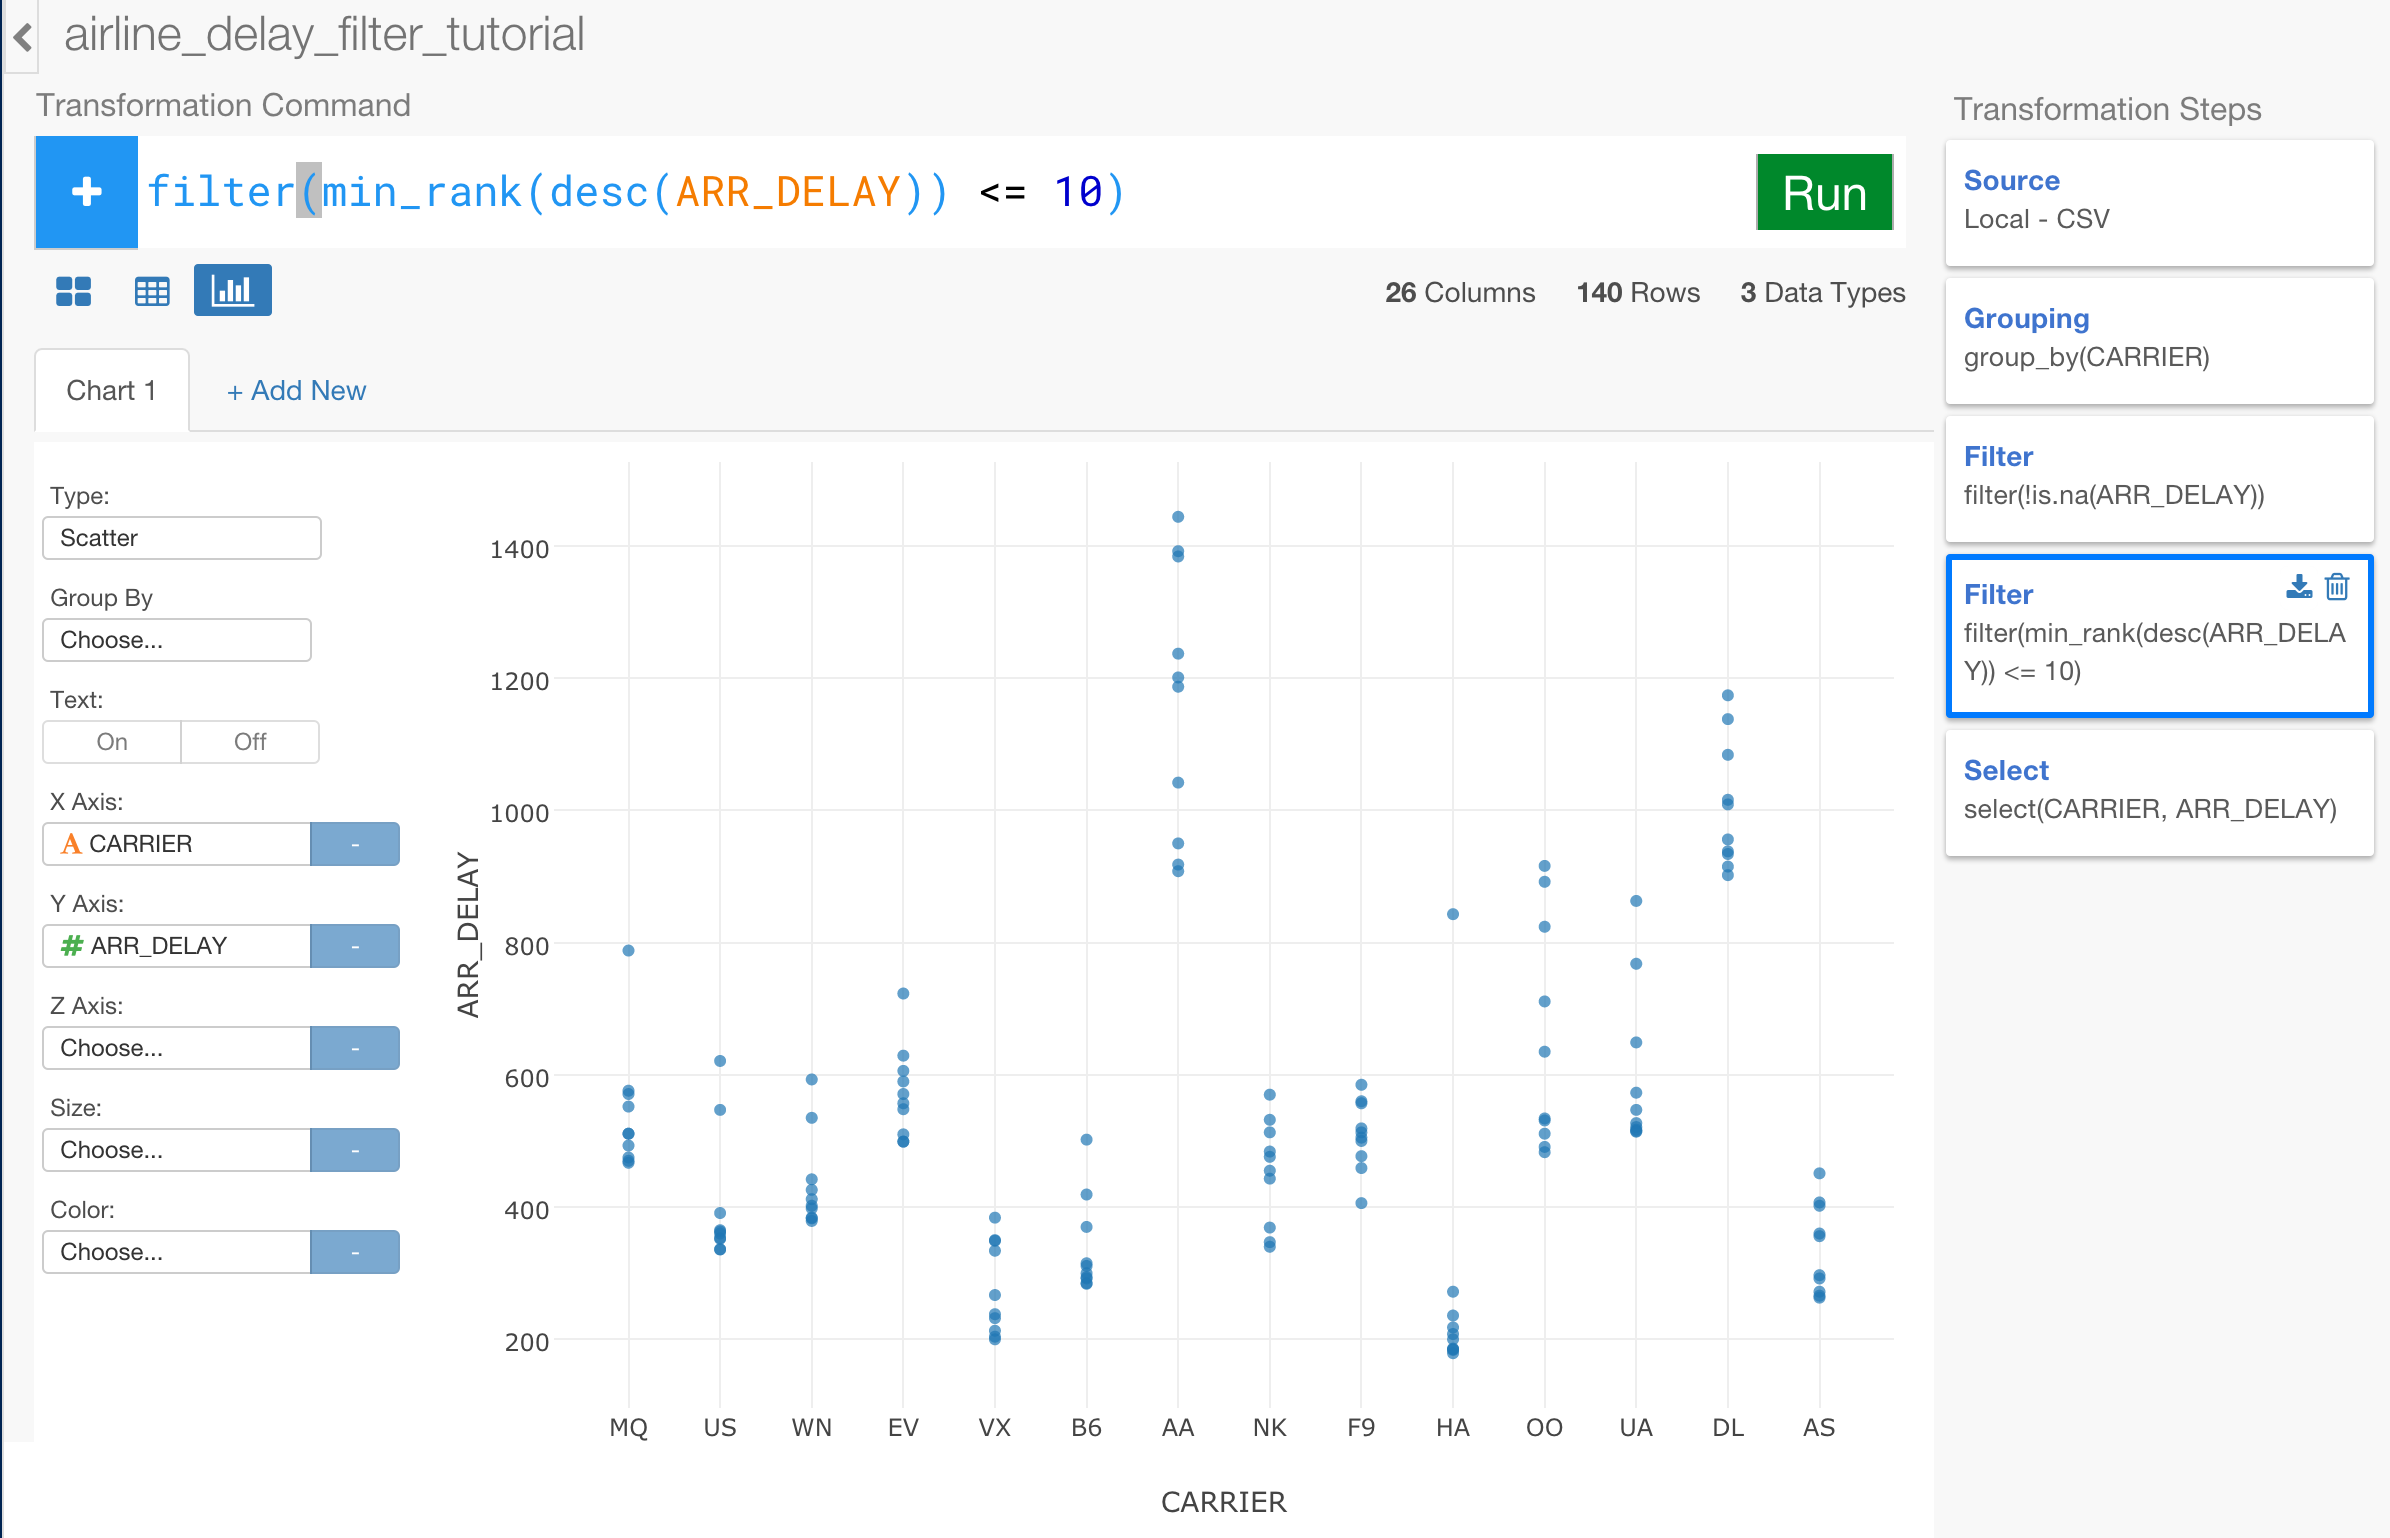 airline_delay_filter_tutorial
Transformation Command
filter(min_rank(desc(ARR_DELAY)) <= 10)
Run
26 Columns 140 Rows 3 Data Types
Chart 1
+ Add New
Type:
Scatter
Group By
Choose...
Text:
On Off
X Axis:
A CARRIER -
Y Axis:
# ARR_DELAY -
Z Axis:
Choose... -
Size:
Choose... -
Color:
Choose... -
ARR_DELAY
1400
1200
1000
800
600
400
200
MQ US WN EV VX B6 AA NK F9 HA OO UA DL AS
CARRIER
Transformation Steps
Source
Local - CSV
Grouping
group_by(CARRIER)
Filter
filter(!is.na(ARR_DELAY))
Filter
filter(min_rank(desc(ARR_DELA
Y)) <= 10)
Select
select(CARRIER, ARR_DELAY)